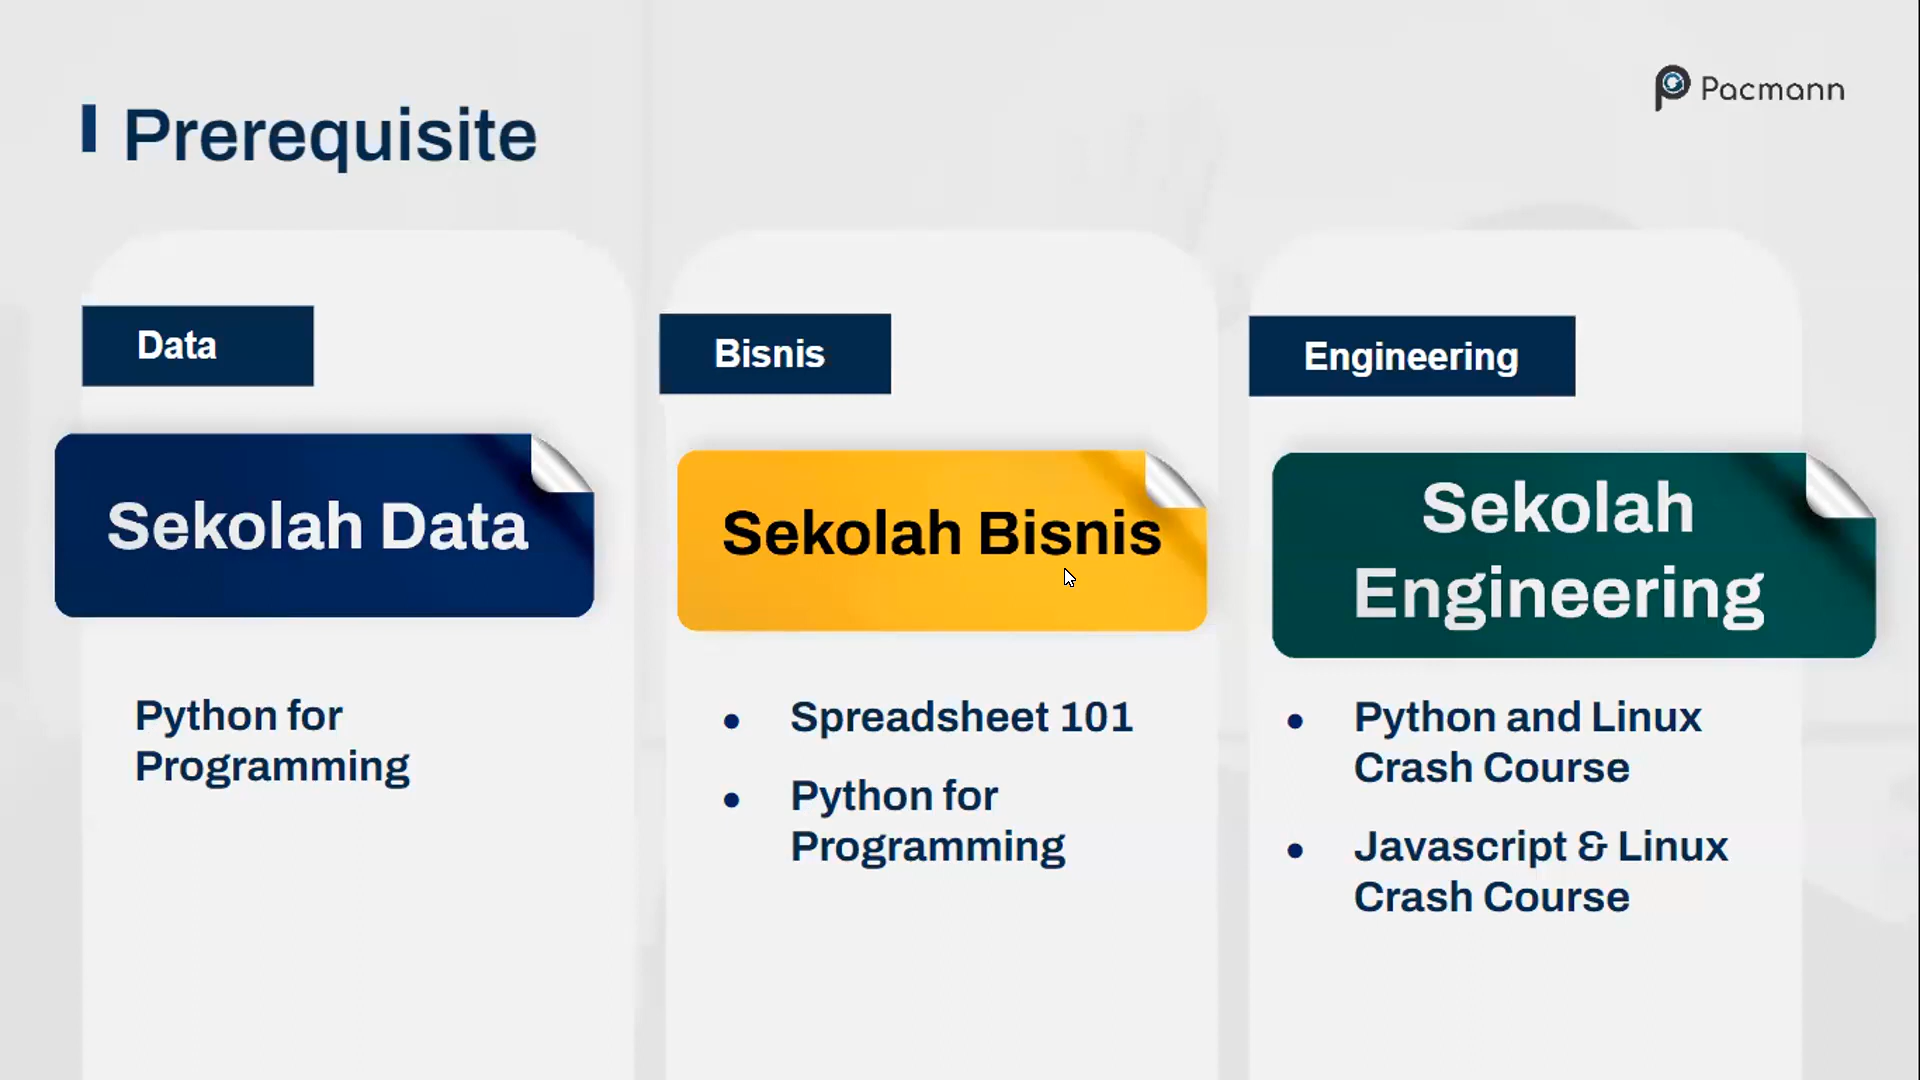 Pacmann
Prerequisite
Data
Sekolah Data
Python for
Programming
Bisnis
Sekolah Bisnis
• Spreadsheet 101
• Python for
Programming
Engineering
Sekolah
Engineering
• Python and Linux
Crash Course
• Javascript & Linux
Crash Course